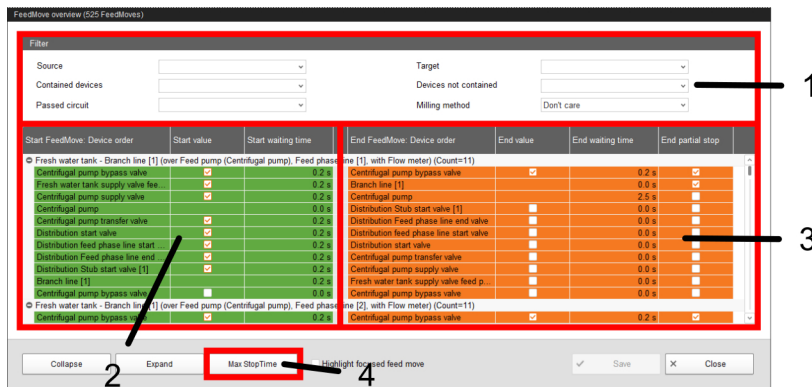 FeedMove overview (525 FeedMoves)
Filter
Source Target
Contained devices Devices not contained 1
Passed circuit Milling method Don't care
Start FeedMove: Device order Start value Start waiting time End FeedMove: Device order End value End waiting time End partial stop
Fresh water tank - Branch line [1] (over Feed pump (Centrifugal pump), Feed phase line [1], with Flow meter) (Count=11)
Centrifugal pump bypass valve 0.2 s Centrifugal pump bypass valve 0.2 s
Fresh water tank supply valve fee... 0.2 s Branch line [1] 0.0 s
Centrifugal pump supply valve 0.2 s Centrifugal pump 2.5 s
Centrifugal pump 0.0 s Distribution Stub start valve [1] 0.0 s
Centrifugal pump transfer valve 0.2 s Distribution Feed phase line end valve 0.0 s
Distribution start valve 0.2 s Distribution feed phase line start valve 0.0 s
Distribution feed phase line start ... 0.2 s Distribution start valve 0.0 s 3
Distribution Feed phase line end ... 0.2 s Centrifugal pump transfer valve 0.0 s
Distribution Stub start valve [1] 0.2 s Centrifugal pump supply valve 0.0 s
Branch line [1] 0.2 s Fresh water tank supply valve feed p... 0.0 s
Centrifugal pump bypass valve 0.0 s Centrifugal pump bypass valve 0.0 s
Fresh water tank - Branch line [1] (over Feed pump (Centrifugal pump), Feed phase line [2], with Flow meter) (Count=11)
Centrifugal pump bypass valve 0.2 s Centrifugal pump bypass valve 0.2 s
Collapse Expand Max StopTime Highlight focused feed move Save Close
2 4